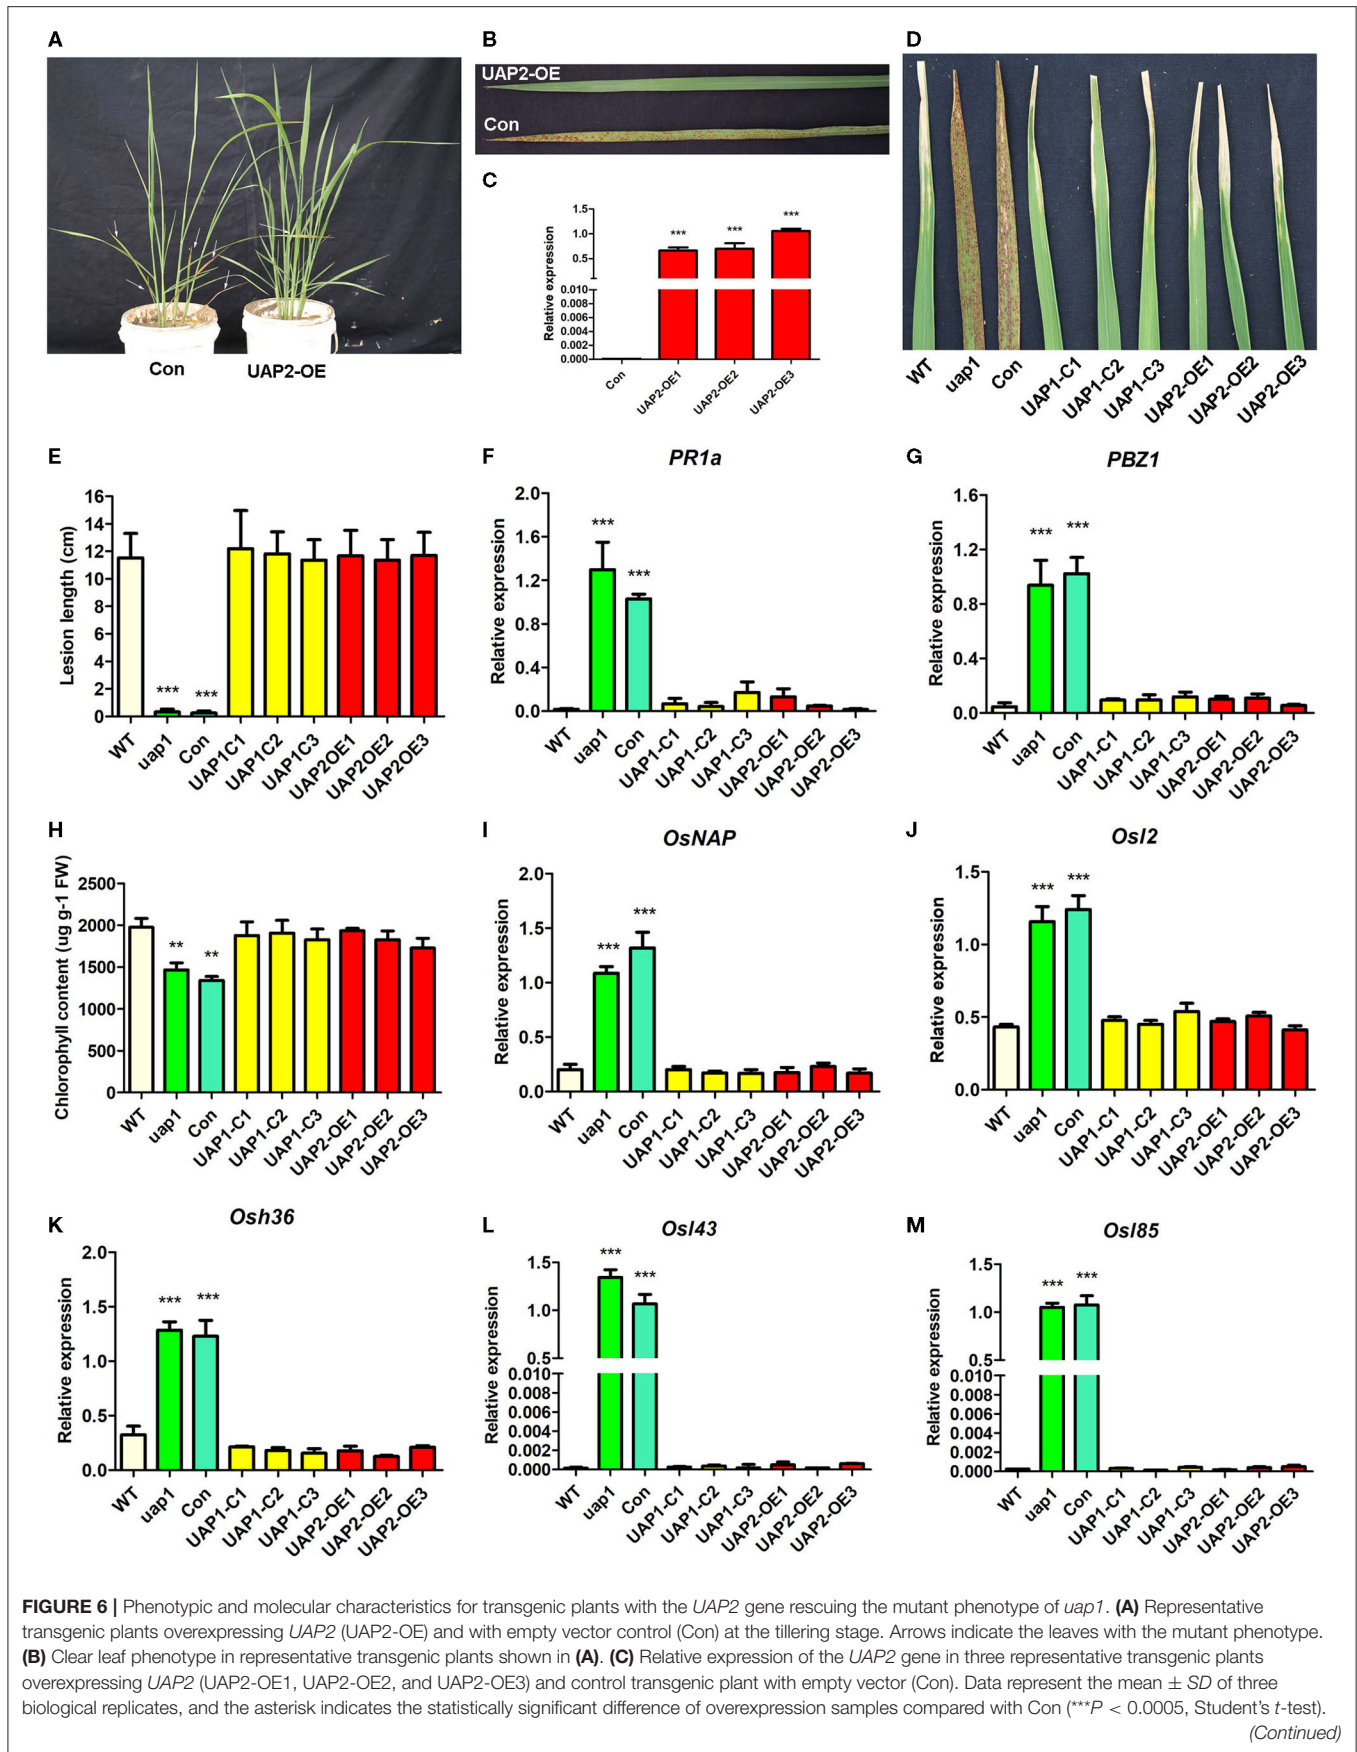 A
Con
UAP2-OE
B
UAP2-OE
Con
C
Relative expression
1.5
1.0
0.5
0.010
0.008
0.006
0.004
0.002
0.000
***
***
***
Con
UAP2-OE1
UAP2-OE2
UAP2-OE3
D
WT
uap1
Con
UAP1-C1
UAP1-C2
UAP1-C3
UAP2-OE1
UAP2-OE2
UAP2-OE3
E
Lesion length (cm)
16
14
12
10
8
6
4
2
0
***
***
WT
uap1
Con
UAP1C1
UAP1C2
UAP1C3
UAP2OE1
UAP2OE2
UAP2OE3
F
PR1a
Relative expression
2.0
1.6
1.2
0.8
0.4
0.0
***
***
WT
uap1
Con
UAP1-C1
UAP1-C2
UAP1-C3
UAP2-OE1
UAP2-OE2
UAP2-OE3
G
PBZ1
Relative expression
1.6
1.2
0.8
0.4
0.0
***
***
WT
uap1
Con
UAP1-C1
UAP1-C2
UAP1-C3
UAP2-OE1
UAP2-OE2
UAP2-OE3
H
Chlorophyll content (ug g-1 FW)
2500
2000
1500
1000
500
0
**
**
WT
uap1
Con
UAP1-C1
UAP1-C2
UAP1-C3
UAP2-OE1
UAP2-OE2
UAP2-OE3
I
OsNAP
Relative expression
2.0
1.5
1.0
0.5
0.0
***
***
WT
uap1
Con
UAP1-C1
UAP1-C2
UAP1-C3
UAP2-OE1
UAP2-OE2
UAP2-OE3
J
Osl2
Relative expression
1.5
1.0
0.5
0.0
***
***
WT
uap1
Con
UAP1-C1
UAP1-C2
UAP1-C3
UAP2-OE1
UAP2-OE2
UAP2-OE3
K
Osh36
Relative expression
2.0
1.5
1.0
0.5
0.0
***
***
WT
uap1
Con
UAP1-C1
UAP1-C2
UAP1-C3
UAP2-OE1
UAP2-OE2
UAP2-OE3
L
Osl43
Relative expression
1.5
1.0
0.5
0.010
0.008
0.006
0.004
0.002
0.000
***
***
WT
uap1
Con
UAP1-C1
UAP1-C2
UAP1-C3
UAP2-OE1
UAP2-OE2
UAP2-OE3
M
Osl85
Relative expression
1.5
1.0
0.5
0.010
0.008
0.006
0.004
0.002
0.000
***
***
WT
uap1
Con
UAP1-C1
UAP1-C2
UAP1-C3
UAP2-OE1
UAP2-OE2
UAP2-OE3
FIGURE 6 | Phenotypic and molecular characteristics for transgenic plants with the UAP2 gene rescuing the mutant phenotype of uap1. (A) Representative
transgenic plants overexpressing UAP2 (UAP2-OE) and with empty vector control (Con) at the tillering stage. Arrows indicate the leaves with the mutant phenotype.
(B) Clear leaf phenotype in representative transgenic plants shown in (A). (C) Relative expression of the UAP2 gene in three representative transgenic plants
overexpressing UAP2 (UAP2-OE1, UAP2-OE2, and UAP2-OE3) and control transgenic plant with empty vector (Con). Data represent the mean ± SD of three
biological replicates, and the asterisk indicates the statistically significant difference of overexpression samples compared with Con (***P < 0.0005, Student's t-test).
(Continued)